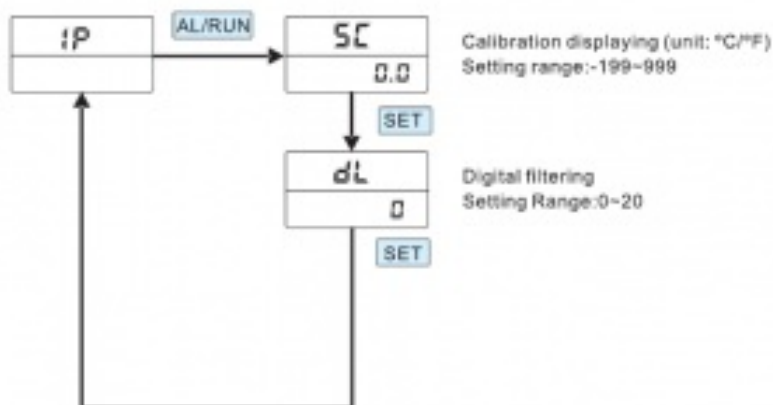 IP
AL/RUN
SC
0.0
Calibration displaying (unit: °C/°F)
Setting range:-199~999
SET
dL
0
Digital filtering
Setting Range:0~20
SET